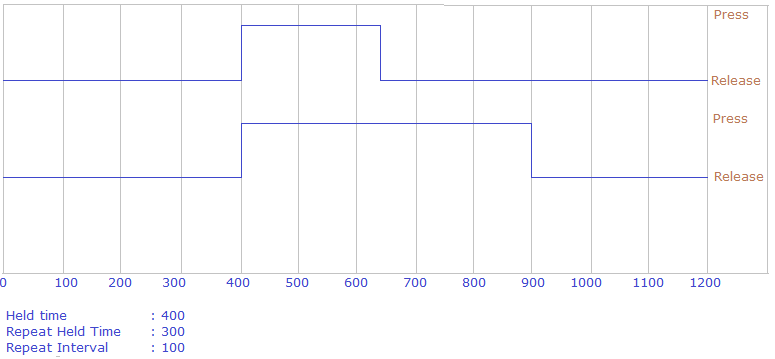 Press
Release
Press
Release
0 100 200 300 400 500 600 700 800 900 1000 1100 1200
Held time : 400
Repeat Held Time : 300
Repeat Interval : 100